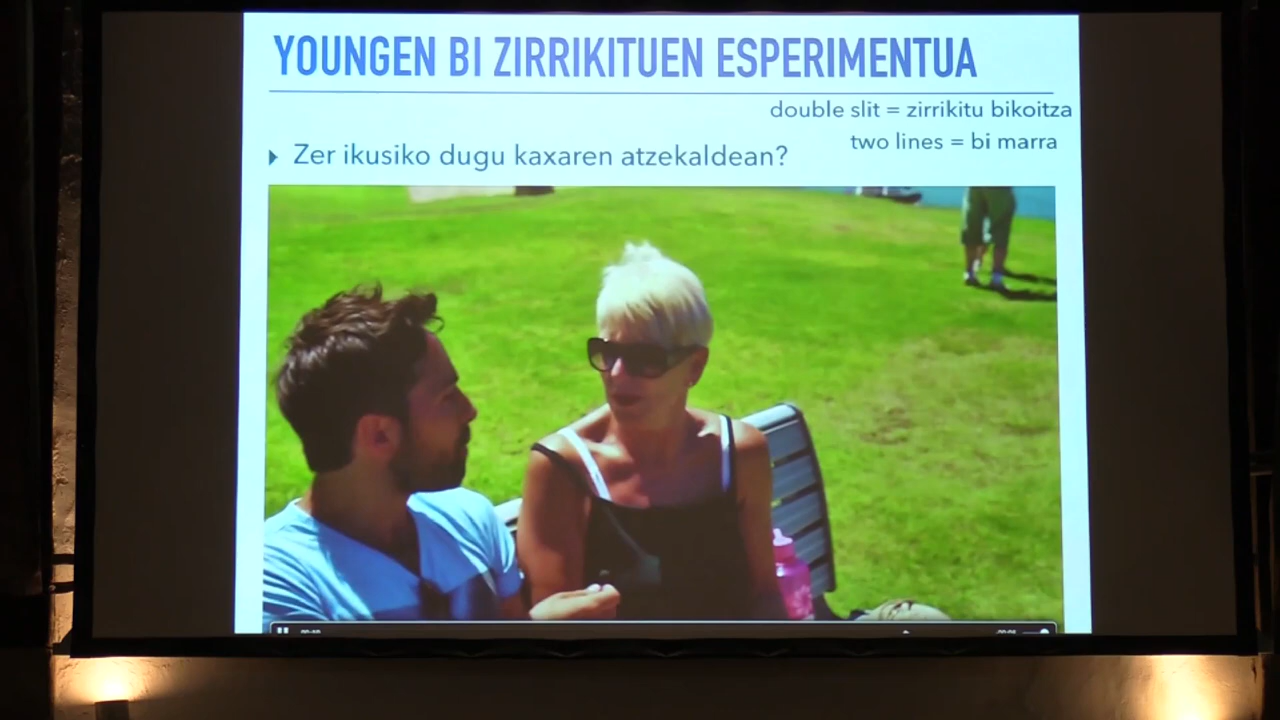 YOUNGEN BI ZIRRIKITUEN ESPERIMENTUA
double slit = zirrikitu bikoitza
two lines = bi marra
Zer ikusiko dugu kaxaren atzekaldean?